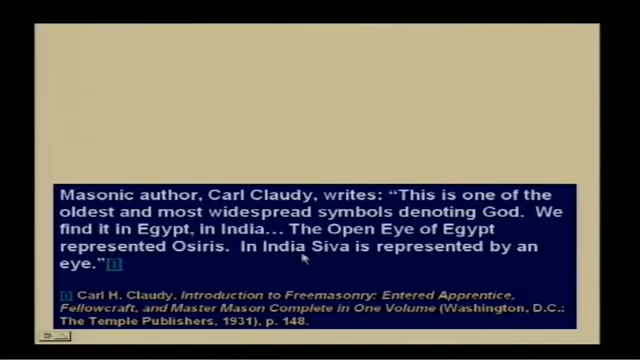 Masonic author, Carl Claudy, writes: “This is one of the
oldest and most widespread symbols denoting God.  We
find it in Egypt, in India…  The Open Eye of Egypt
represented Osiris.  In India Siva is represented by an
eye.”[i]
[i] Carl H. Claudy, Introduction to Freemasonry: Entered Apprentice,
Fellowcraft, and Master Mason Complete in One Volume (Washington, D.C.:
The Temple Publishers, 1931), p. 148.